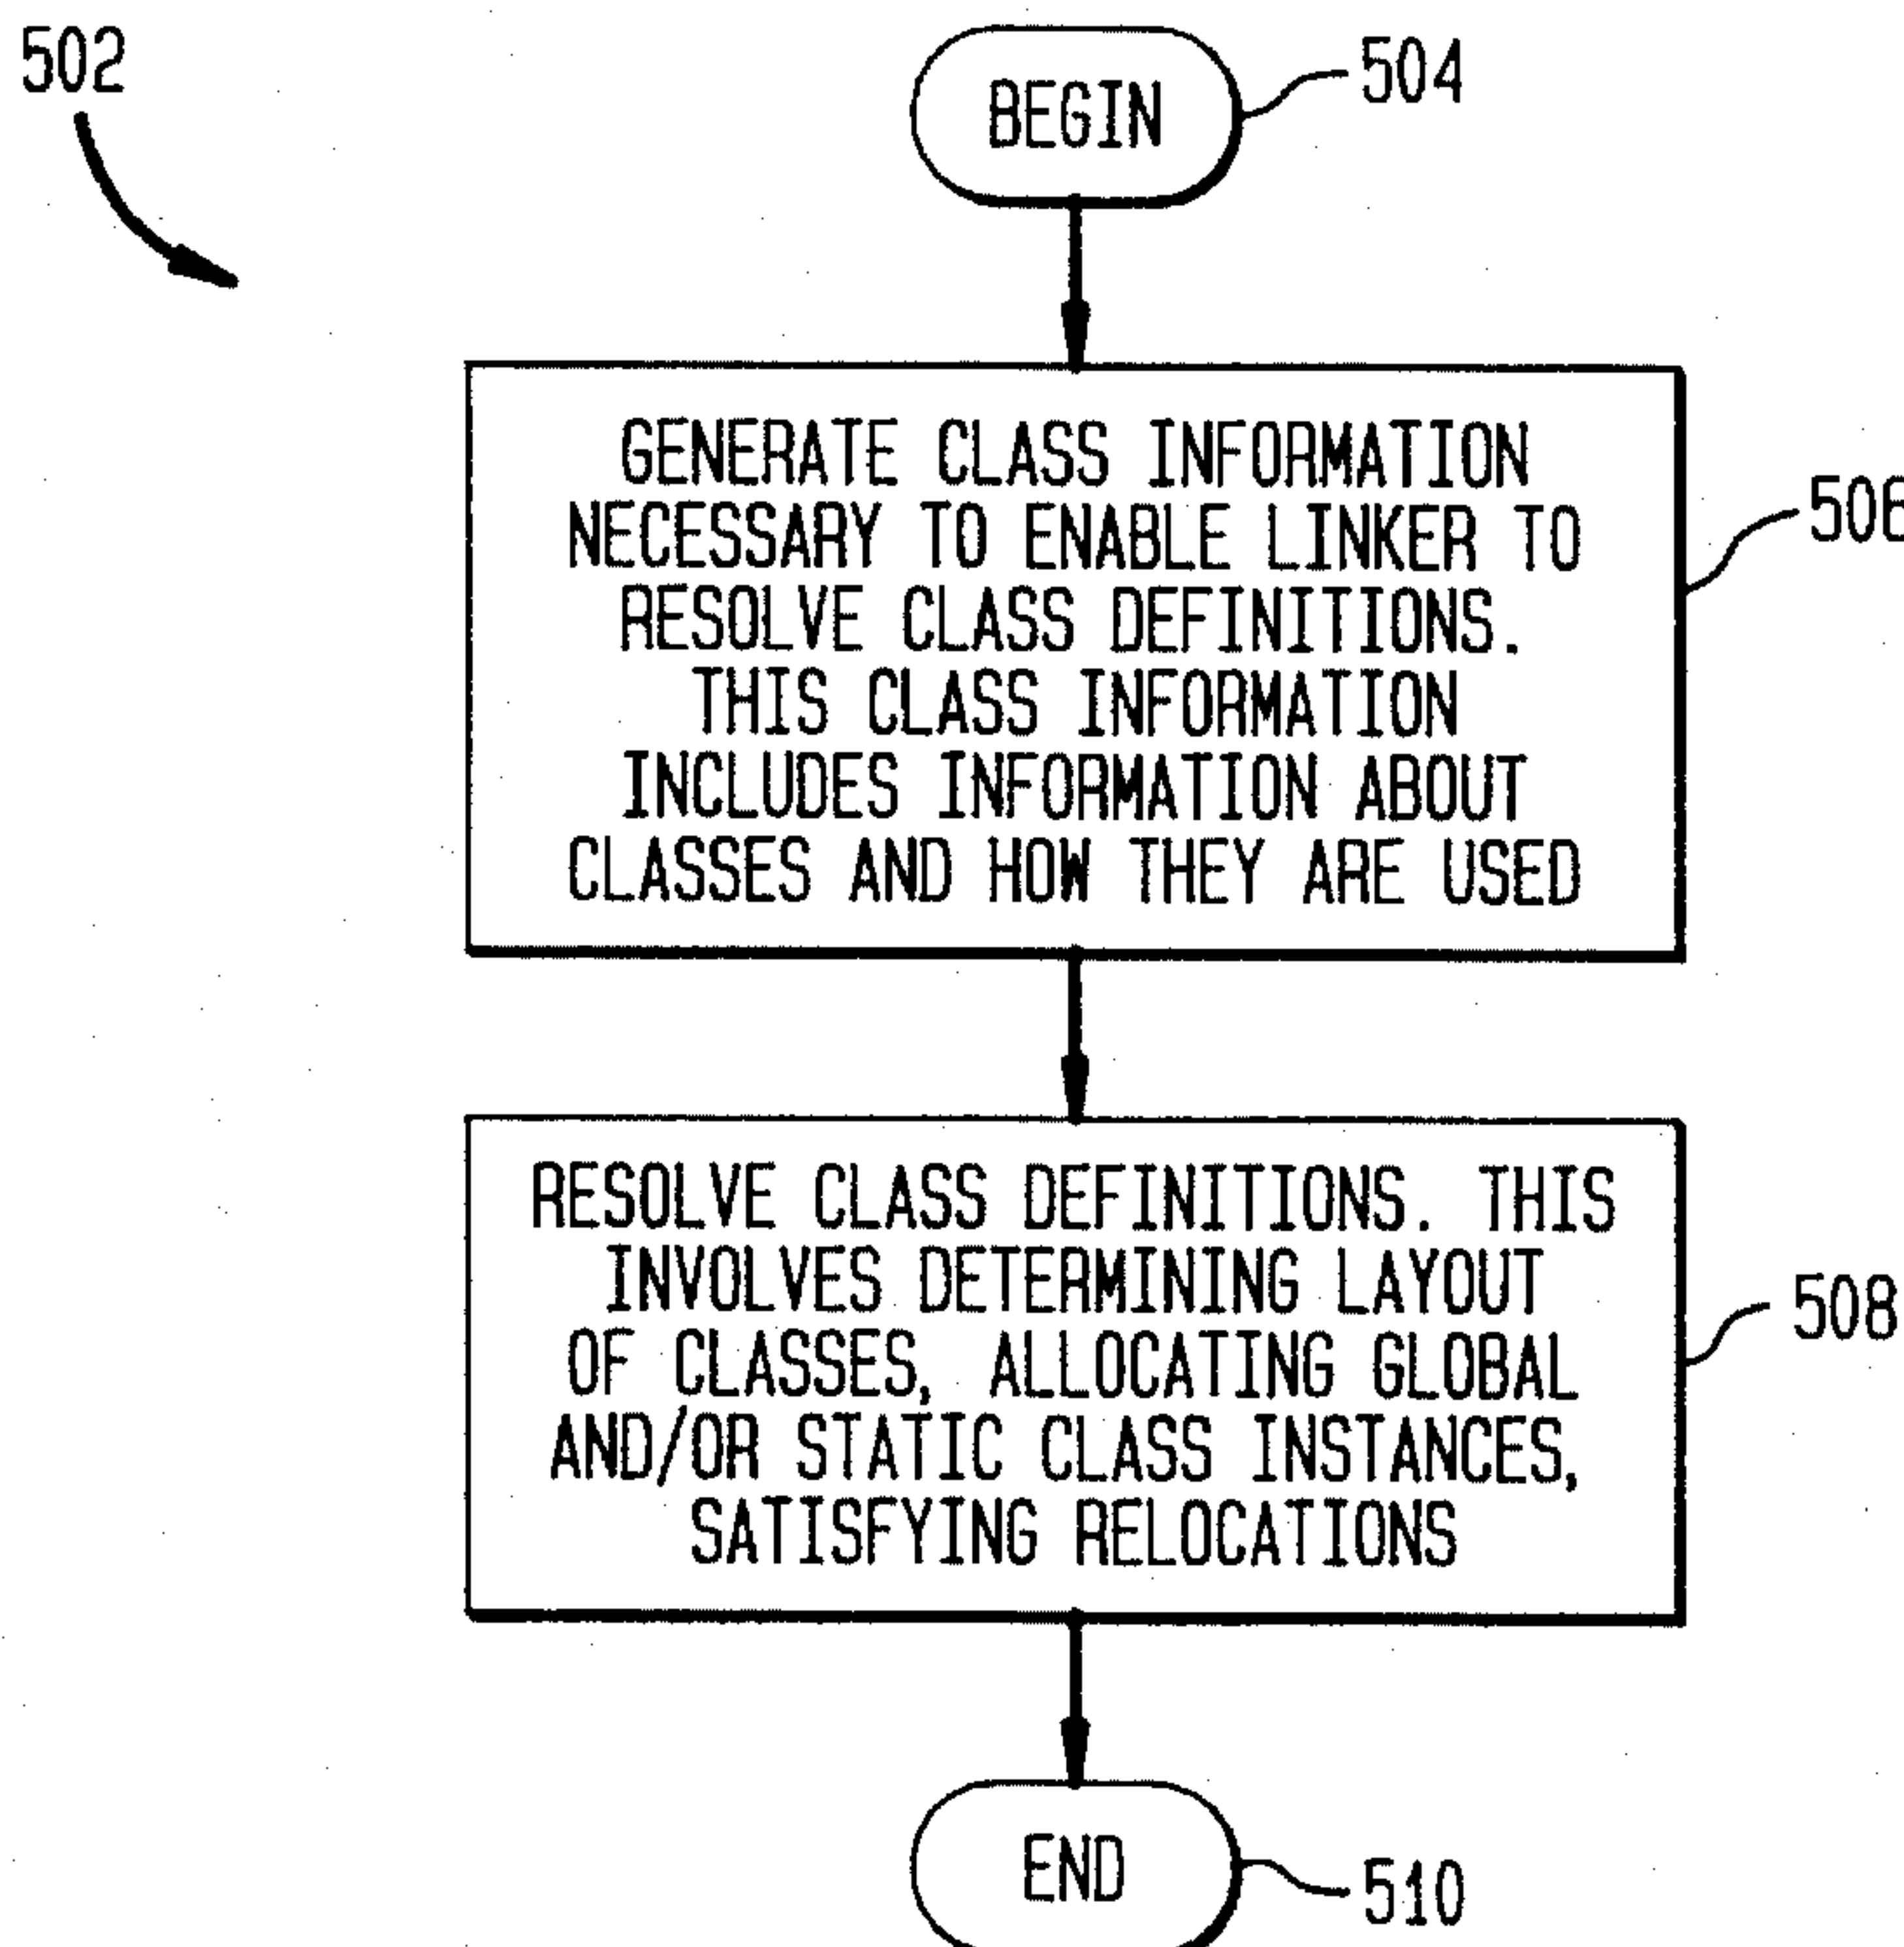 502
BEGIN
504
GENERATE CLASS INFORMATION
NECESSARY TO ENABLE LINKER TO
RESOLVE CLASS DEFINITIONS.
THIS CLASS INFORMATION
INCLUDES INFORMATION ABOUT
CLASSES AND HOW THEY ARE USED
506
RESOLVE CLASS DEFINITIONS. THIS
INVOLVES DETERMINING LAYOUT
OF CLASSES, ALLOCATING GLOBAL
AND/OR STATIC CLASS INSTANCES,
SATISFYING RELOCATIONS
508
END
510